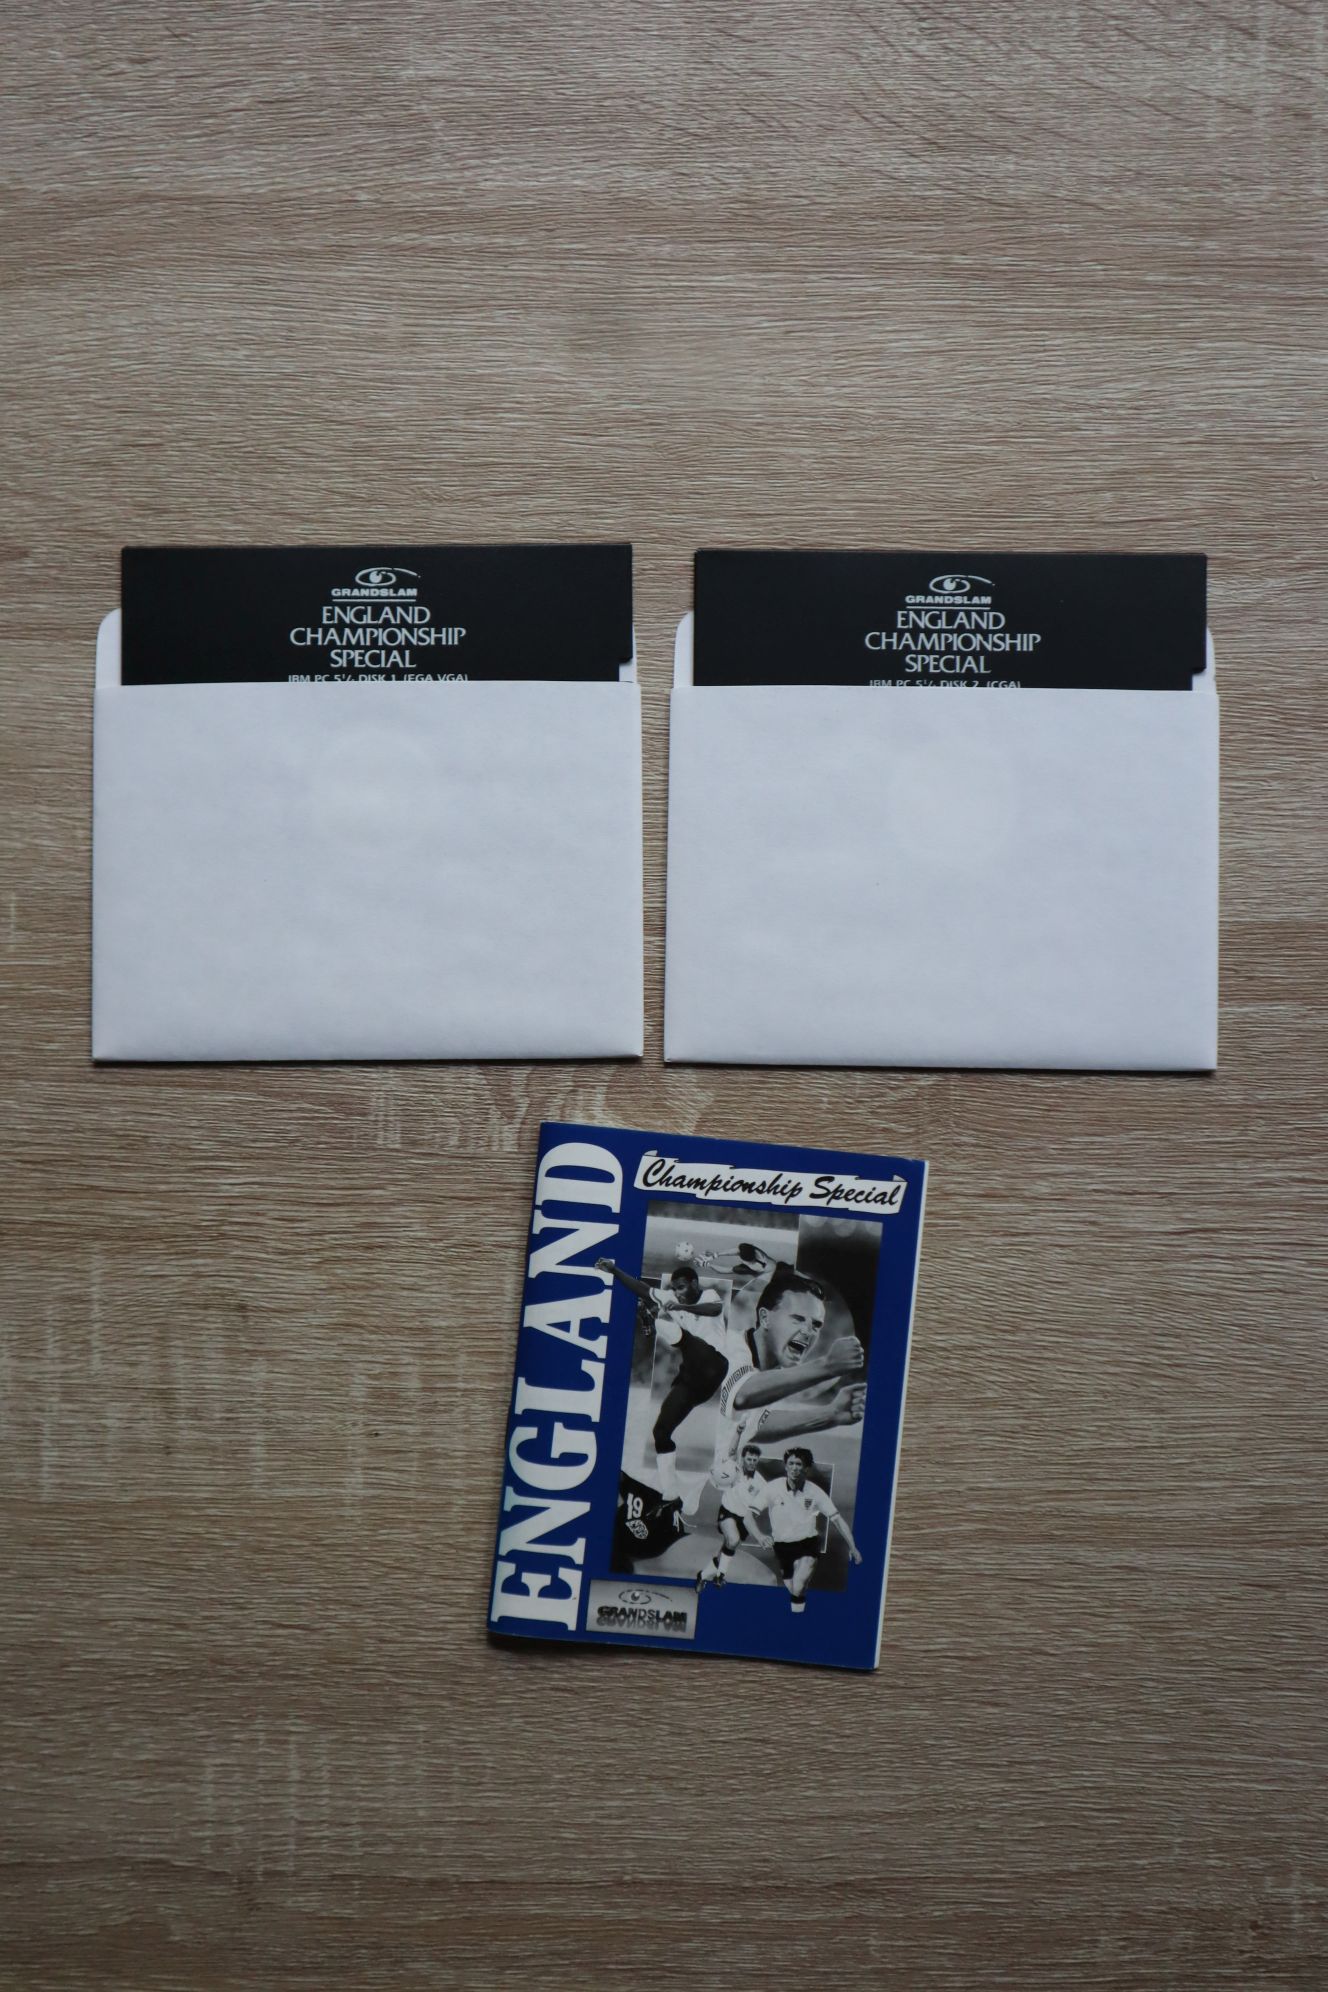 GRANDSLAM
ENGLAND
CHAMPIONSHIP
SPECIAL
IBM PC 5¼ DISK 1 (EGA VGA)
GRANDSLAM
ENGLAND
CHAMPIONSHIP
SPECIAL
IBM PC 5¼ DISK 2 (CGA)
ENGLAND
Championship Special
19
GRANDSLAM